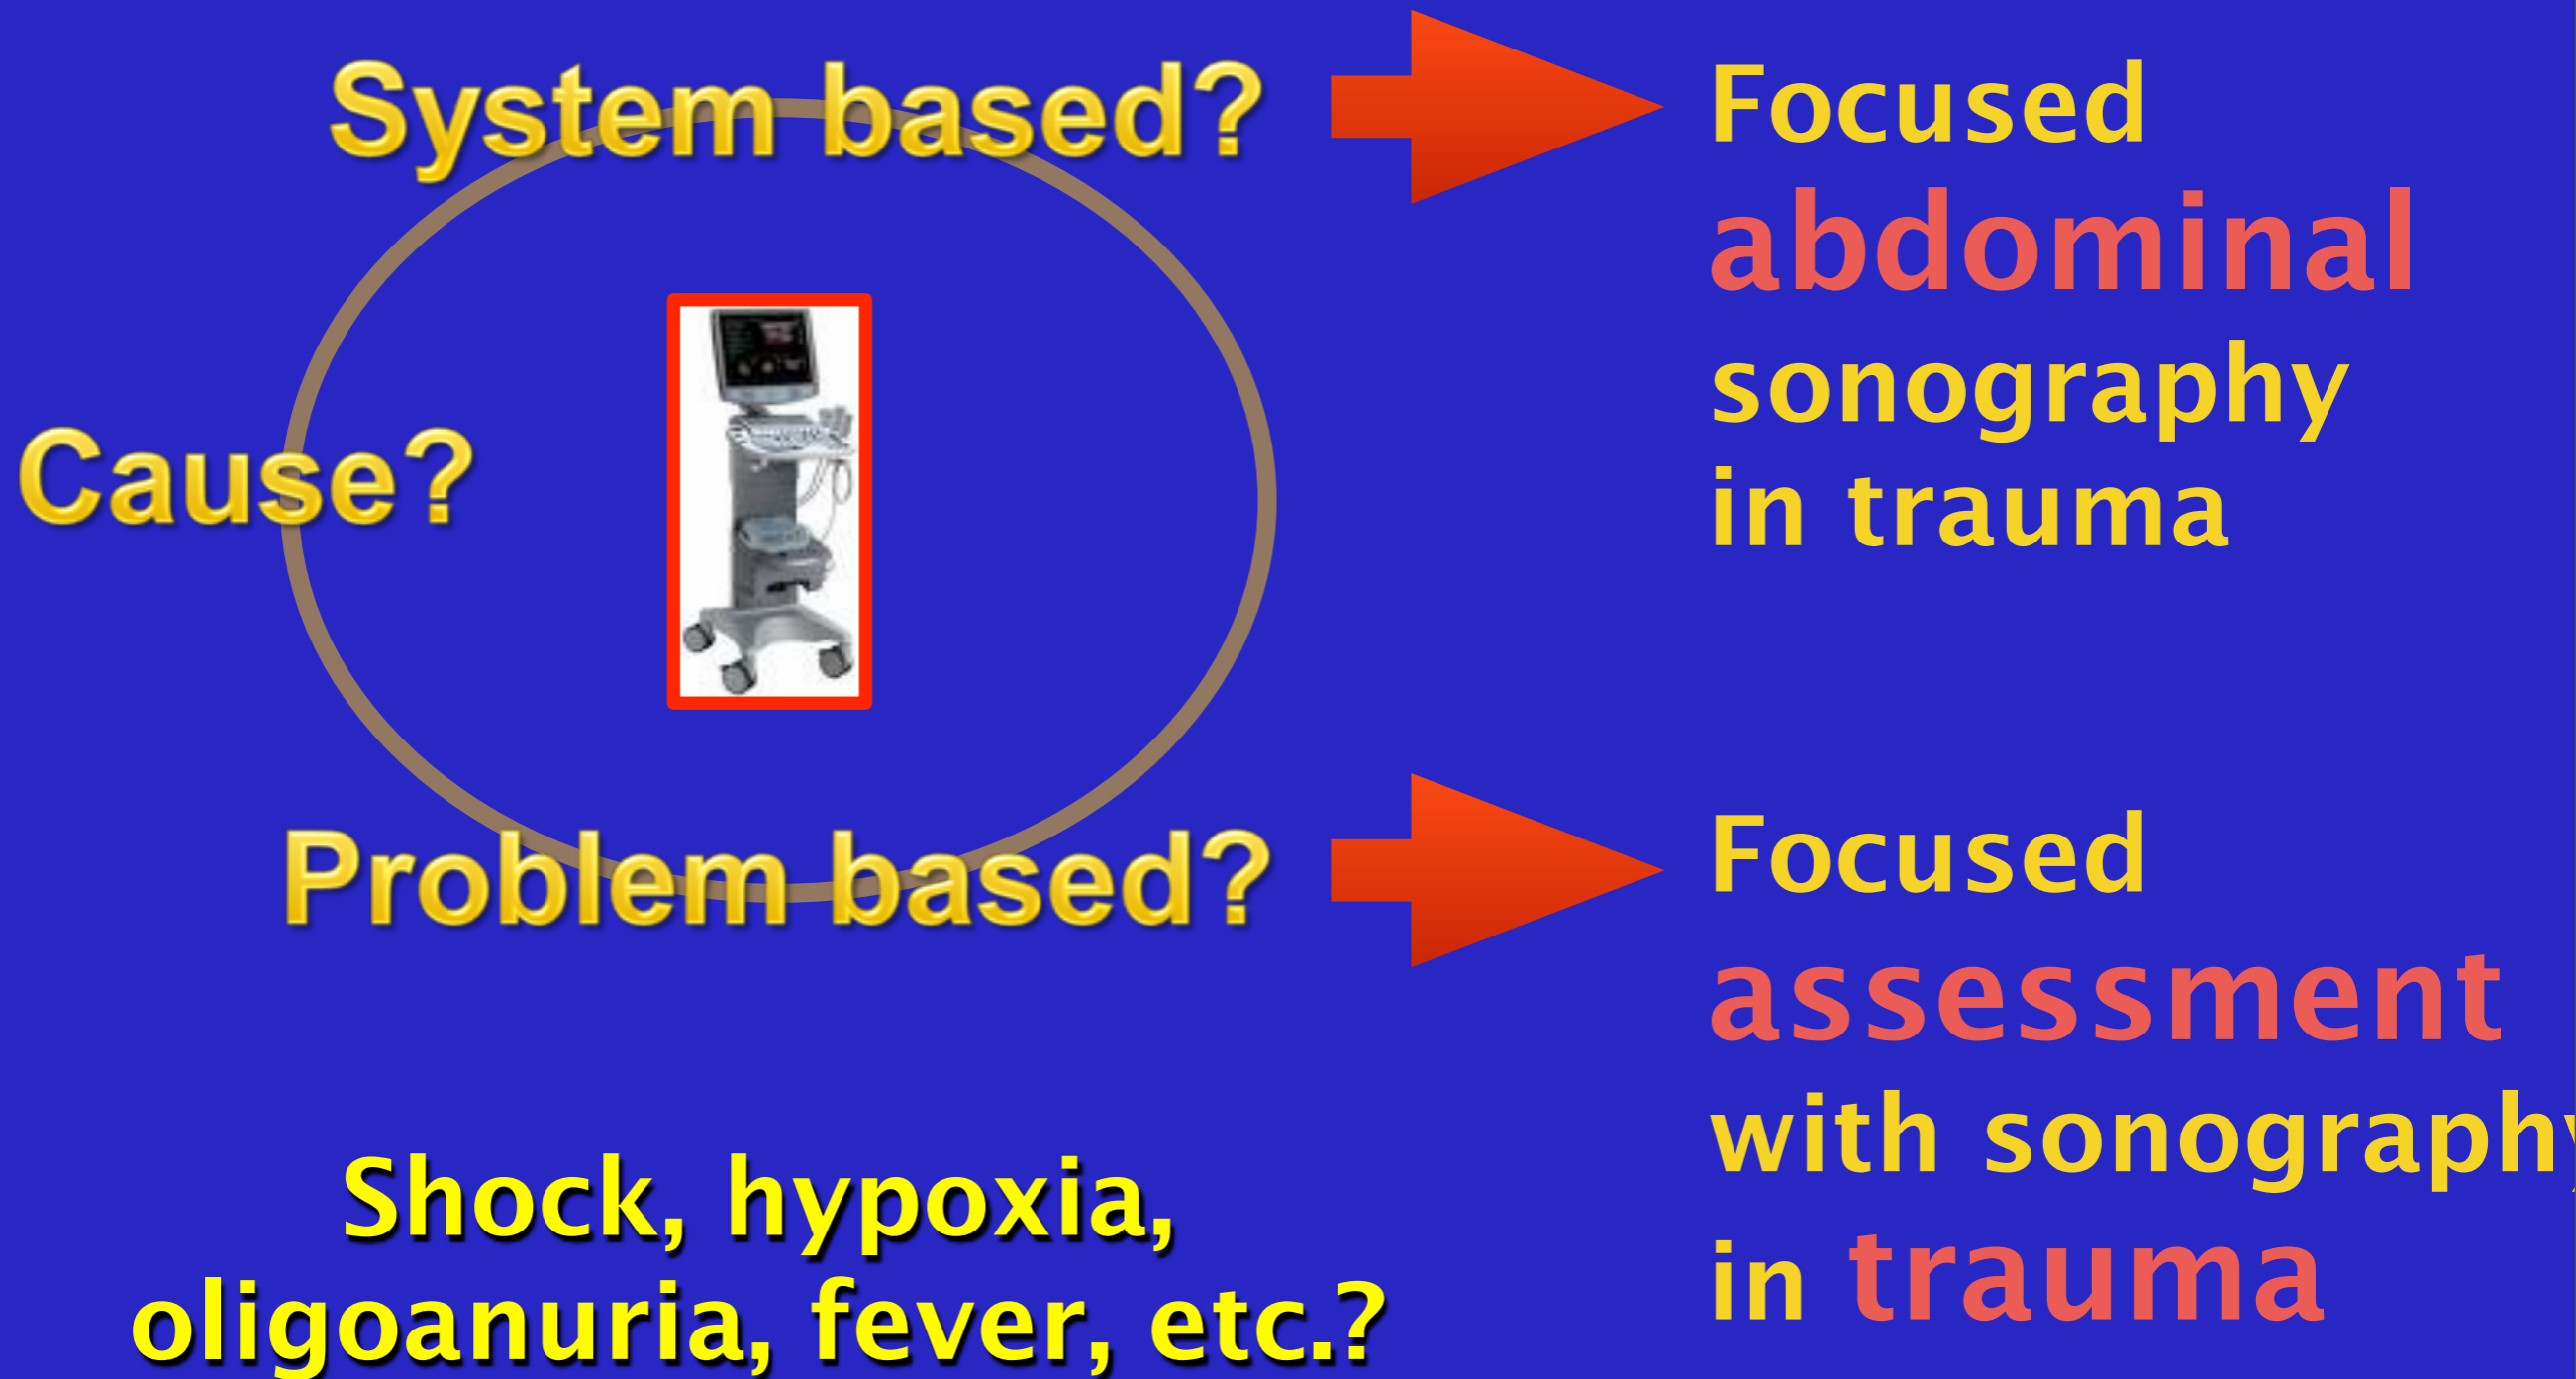 System based?
Focused
abdominal
sonography
in trauma
Cause?
Problem based?
Focused
assessment
with sonography
in trauma
Shock, hypoxia,
oligoanuria, fever, etc.?